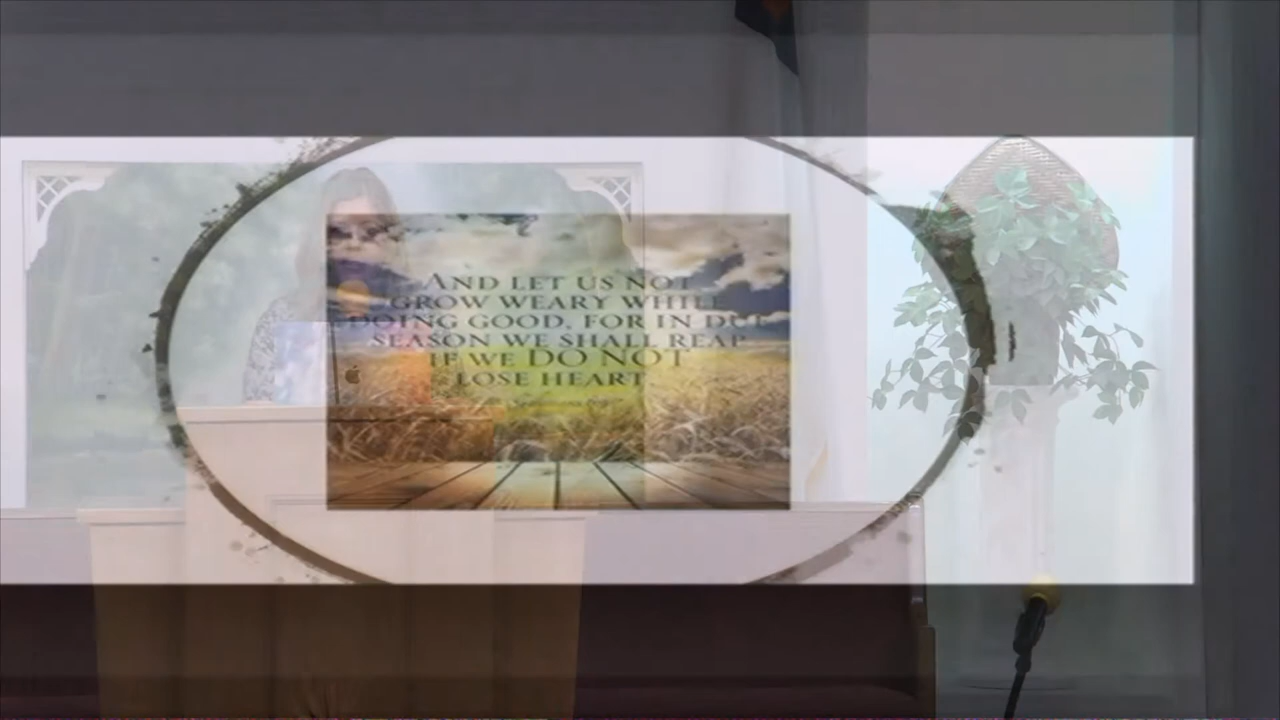 AND LET US NOT
GROW WEARY WHILE
DOING GOOD, FOR IN DUE
SEASON WE SHALL REAP
IF WE DO NOT
LOSE HEART